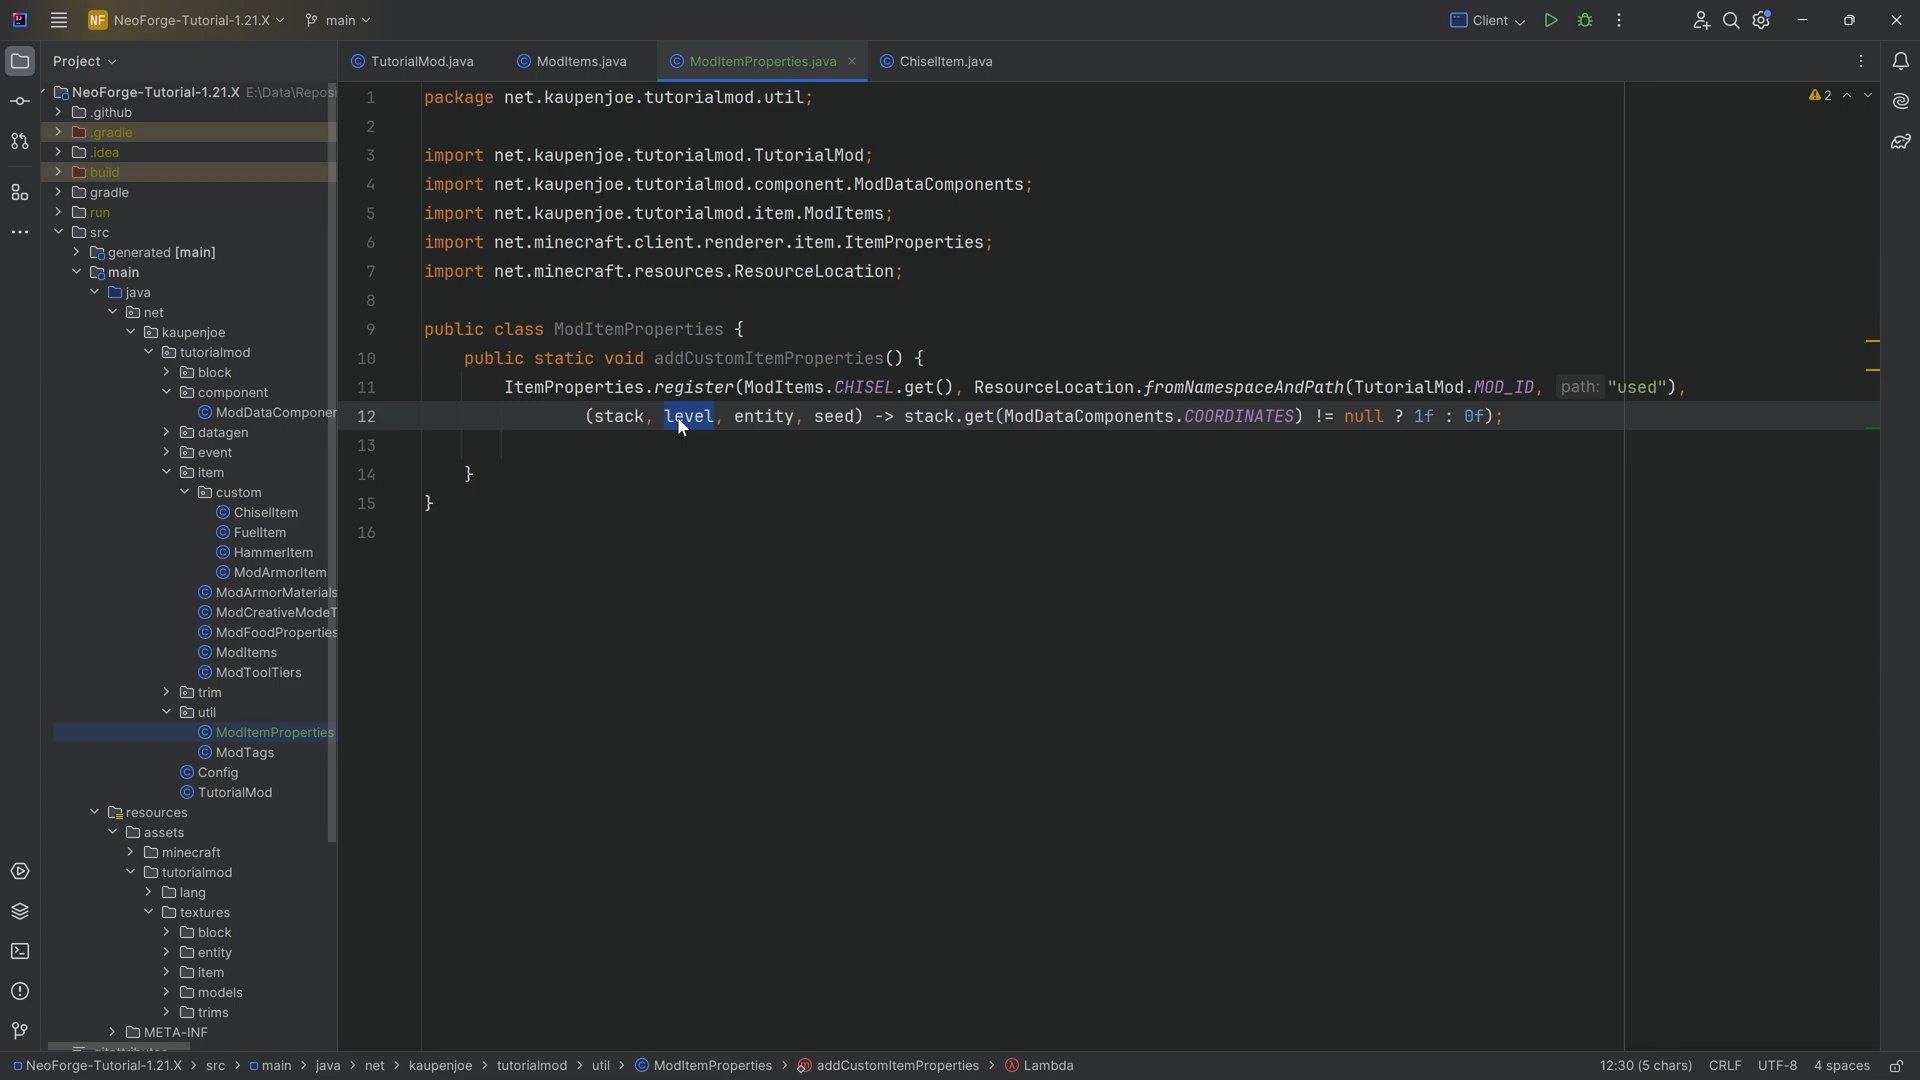 NF NeoForge-Tutorial-1.21.X main Client
Project
TutorialMod.java ModItems.java ModItemProperties.java ChiselItem.java
NeoForge-Tutorial-1.21.X E:\Data\Reposi
.github
.gradle
.idea
build
gradle
run
src
generated [main]
main
java
net
kaupenjoe
tutorialmod
block
component
ModDataComponen
datagen
event
item
custom
ChiselItem
FuelItem
HammerItem
ModArmorItem
ModArmorMaterials
ModCreativeModeT
ModFoodProperties
ModItems
ModToolTiers
trim
util
ModItemProperties
ModTags
Config
TutorialMod
resources
assets
minecraft
tutorialmod
lang
textures
block
entity
item
models
trims
META-INF
2
1 package net.kaupenjoe.tutorialmod.util;
2
3 import net.kaupenjoe.tutorialmod.TutorialMod;
4 import net.kaupenjoe.tutorialmod.component.ModDataComponents;
5 import net.kaupenjoe.tutorialmod.item.ModItems;
6 import net.minecraft.client.renderer.item.ItemProperties;
7 import net.minecraft.resources.ResourceLocation;
8
9 public class ModItemProperties {
10 public static void addCustomItemProperties() {
11 ItemProperties.register(ModItems.CHISEL.get(), ResourceLocation.fromNamespaceAndPath(TutorialMod.MOD_ID, path: "used"),
12 (stack, level, entity, seed) -> stack.get(ModDataComponents.COORDINATES) != null ? 1f : 0f);
13
14 }
15 }
16
NeoForge-Tutorial-1.21.X > src > main > java > net > kaupenjoe > tutorialmod > util > ModItemProperties > addCustomItemProperties > Lambda 12:30 (5 chars) CRLF UTF-8 4 spaces